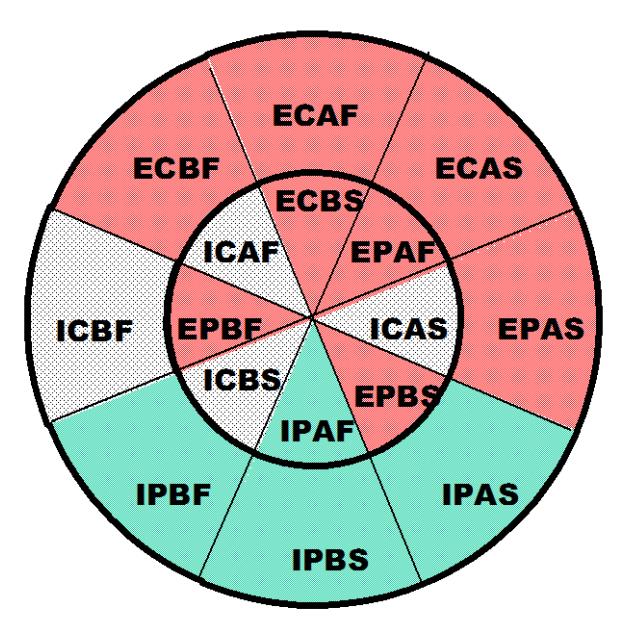 ECAF
ECBF
ECAS
ECBS
ICAF
EPAF
ICBF
EPBF
ICAS
EPAS
ICBS
EPBS
IPAF
IPBF
IPAS
IPBS